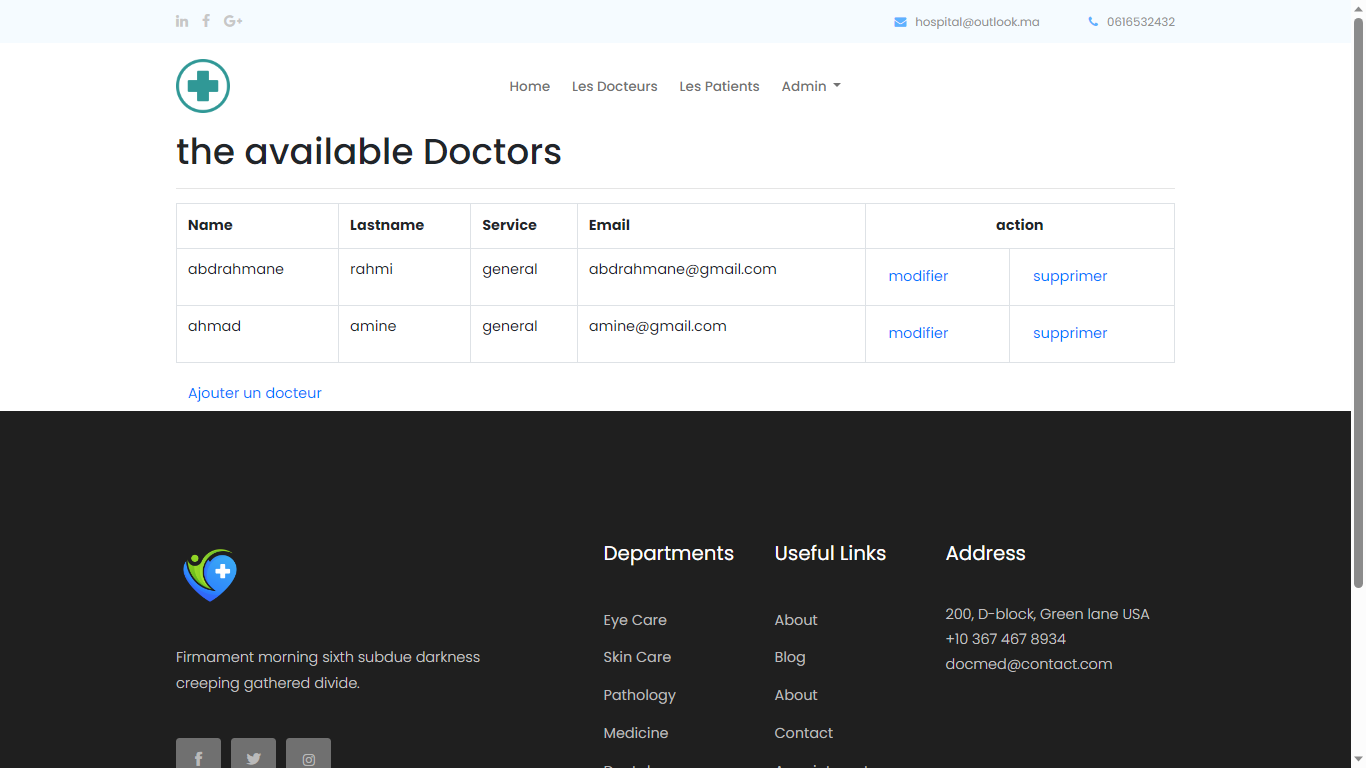 hospital@outlook.ma 0616532432
Home Les Docteurs Les Patients Admin
the available Doctors
Name Lastname Service Email action
abdrahmane rahmi general abdrahmane@gmail.com modifier supprimer
ahmad amine general amine@gmail.com modifier supprimer
Ajouter un docteur
Departments Useful Links Address
Eye Care About 200, D-block, Green lane USA
+10 367 467 8934
Skin Care Blog docmed@contact.com
Firmament morning sixth subdue darkness
creeping gathered divide.
Pathology About
Medicine Contact